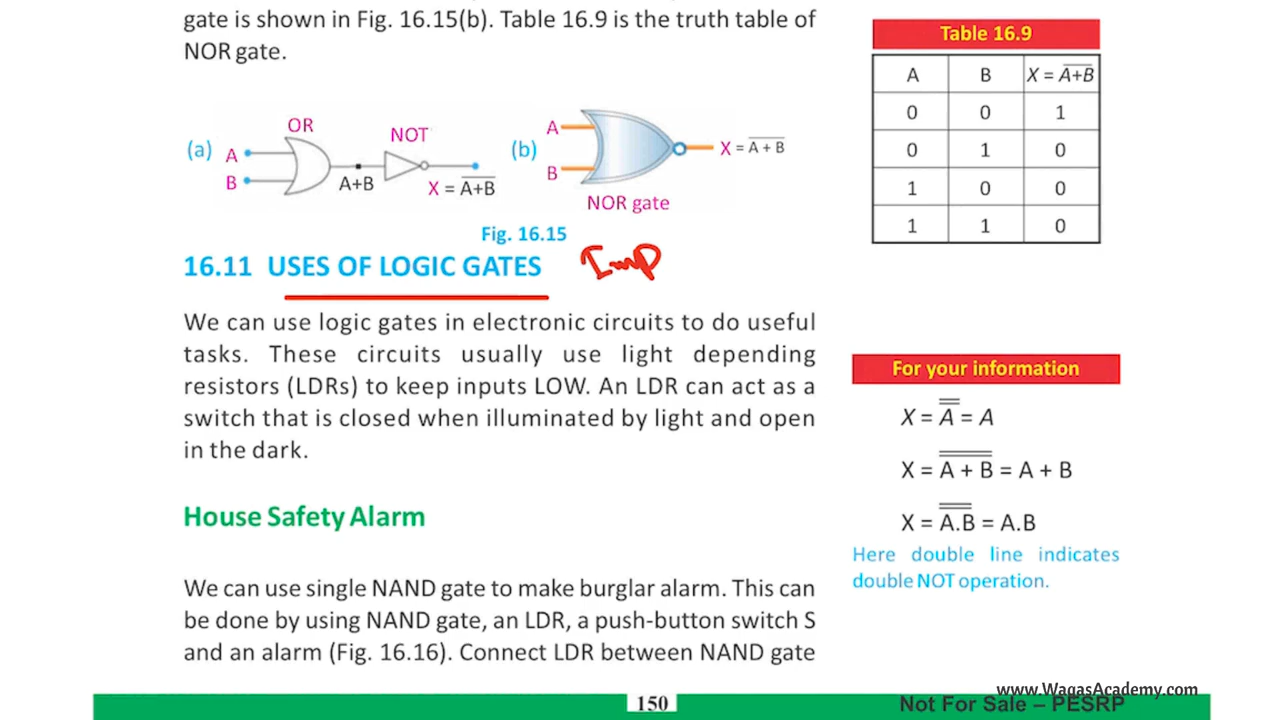 gate is shown in Fig. 16.15(b). Table 16.9 is the truth table of
NOR gate.
(a)
A
B
OR
A+B
NOT
X = A̅+̅B̅
(b)
A
B
X = A̅ ̅+̅ ̅B̅
NOR gate
Fig. 16.15
16.11 USES OF LOGIC GATES
Imp
We can use logic gates in electronic circuits to do useful
tasks. These circuits usually use light depending
resistors (LDRs) to keep inputs LOW. An LDR can act as a
switch that is closed when illuminated by light and open
in the dark.
House Safety Alarm
We can use single NAND gate to make burglar alarm. This can
be done by using NAND gate, an LDR, a push-button switch S
and an alarm (Fig. 16.16). Connect LDR between NAND gate
Table 16.9
A B X = A̅+̅B̅
0 0 1
0 1 0
1 0 0
1 1 0
For your information
X = A̿ = A
X = A̿ ̿+̿ ̿B̿ = A + B
X = A̿.̿B̿ = A.B
Here double line indicates
double NOT operation.
150
www.WaqasAcademy.com
Not For Sale – PESRP